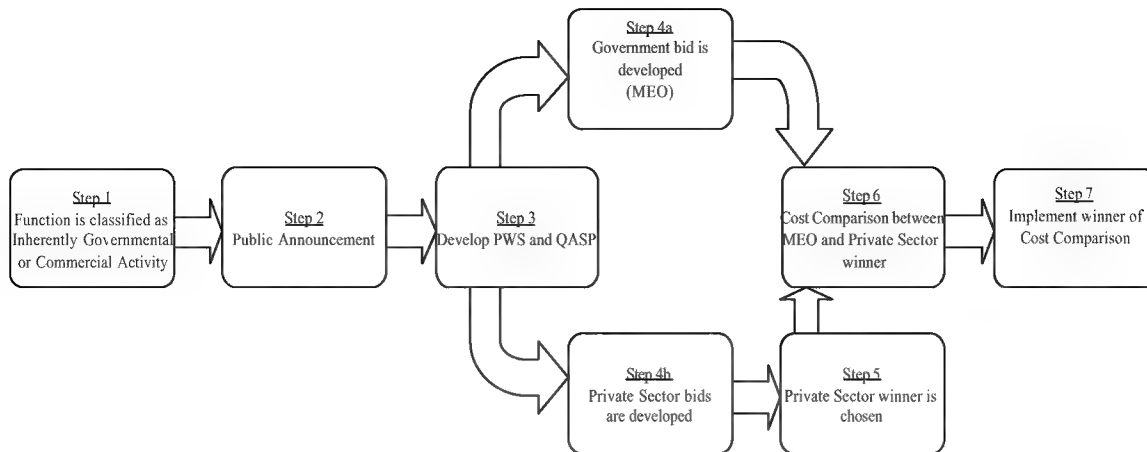 Step 1
Function is classified as
Inherently Governmental
or Commercial Activity
Step 2
Public Announcement
Step 3
Develop PWS and QASP
Step 4a
Government bid is
developed
(MEO)
Step 4b
Private Sector bids
are developed
Step 5
Private Sector winner is
chosen
Step 6
Cost Comparison between
MEO and Private Sector
winner
Step 7
Implement winner of
Cost Comparison